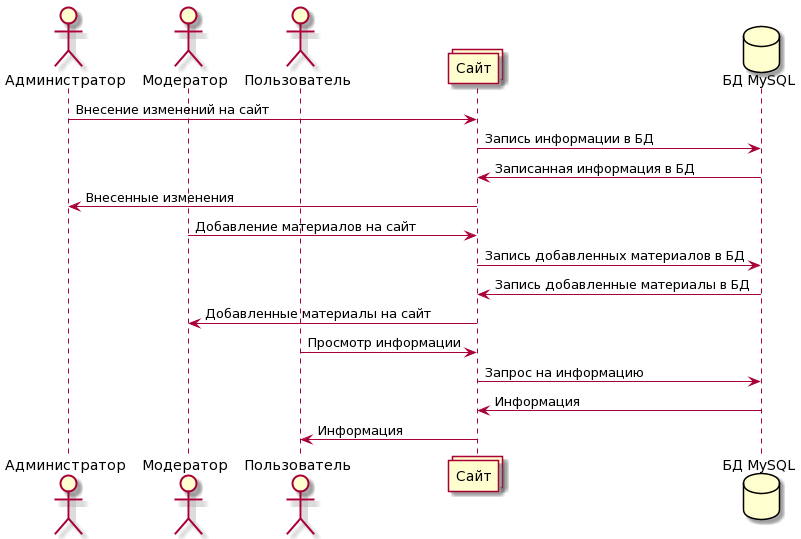 Администратор
Модератор
Пользователь
Сайт
БД MySQL
Внесение изменений на сайт
Запись информации в БД
Записанная информация в БД
Внесенные изменения
Добавление материалов на сайт
Запись добавленных материалов в БД
Запись добавленные материалы в БД
Добавленные материалы на сайт
Просмотр информации
Запрос на информацию
Информация
Информация
Администратор
Модератор
Пользователь
Сайт
БД MySQL